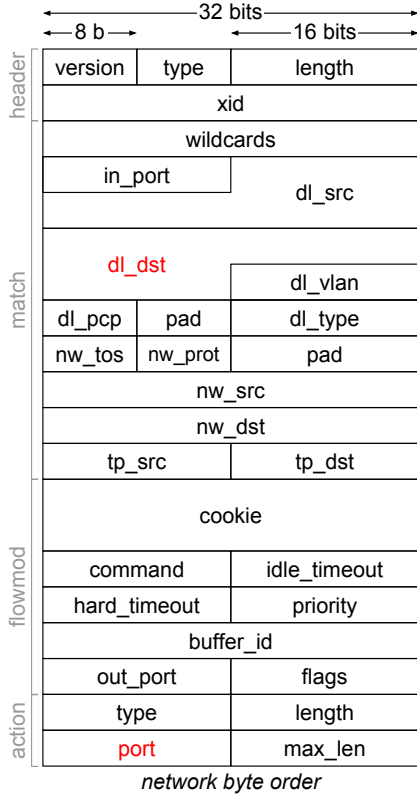 32 bits
8 b 16 bits
header
version type length
xid
match
wildcards
in_port
dl_src
dl_dst
dl_vlan
dl_pcp pad dl_type
nw_tos nw_prot pad
nw_src
nw_dst
tp_src tp_dst
flowmod
cookie
command idle_timeout
hard_timeout priority
buffer_id
out_port flags
action
type length
port max_len
network byte order